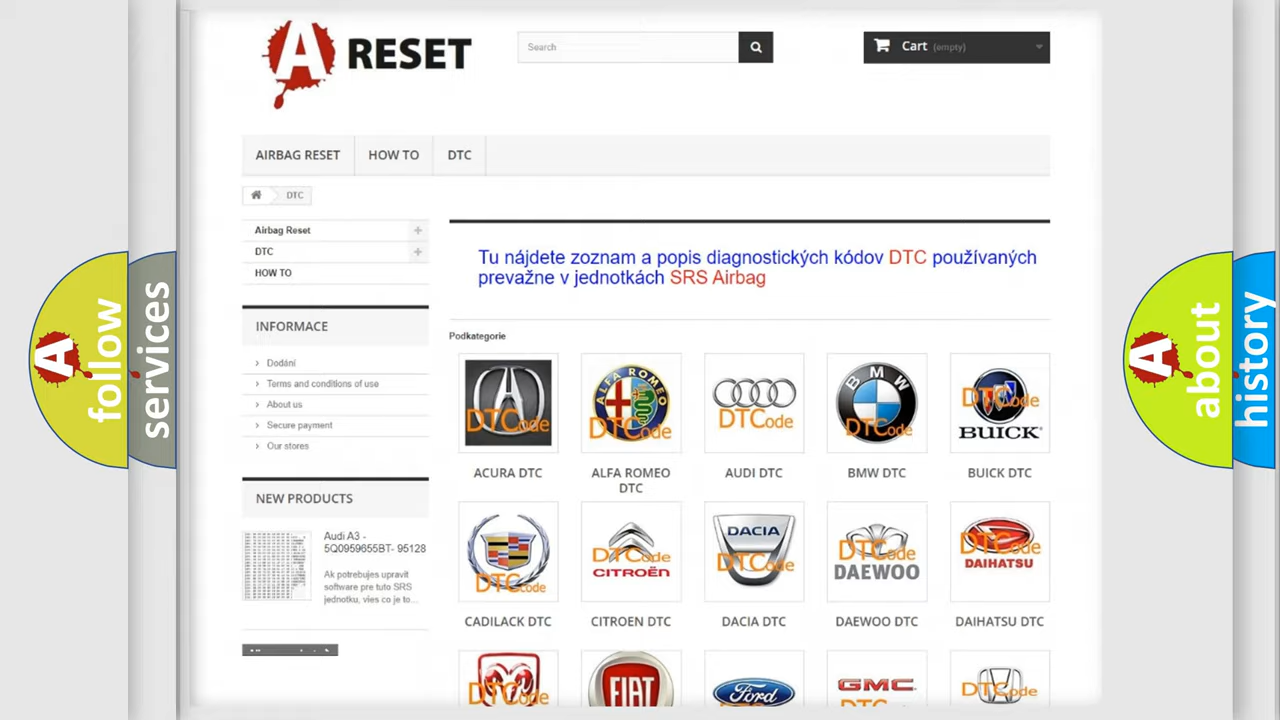 A RESET
Search
Cart (empty)
AIRBAG RESET
HOW TO
DTC
DTC
Airbag Reset
DTC
HOW TO
INFORMACE
Dodání
Terms and conditions of use
About us
Secure payment
Our stores
NEW PRODUCTS
Audi A3 -
5Q0959655BT- 95128
Ak potrebujes upravit
software pre tuto SRS
jednotku, vies co je to...
Tu nájdete zoznam a popis diagnostických kódov DTC používaných
prevažne v jednotkách SRS Airbag
Podkategorie
DTCode
ALFA ROMEO
DTCode
DTCode
BMW
DTCode
DTCode
BUICK
ACURA DTC
ALFA ROMEO
DTC
AUDI DTC
BMW DTC
BUICK DTC
DTCode
DTCode
CITROËN
DACIA
DTCode
DTCode
DAEWOO
DTCode
DAIHATSU
CADILACK DTC
CITROEN DTC
DACIA DTC
DAEWOO DTC
DAIHATSU DTC
DTCode
FIAT
Ford
GMC
DTCode
A follow
services
A about
history